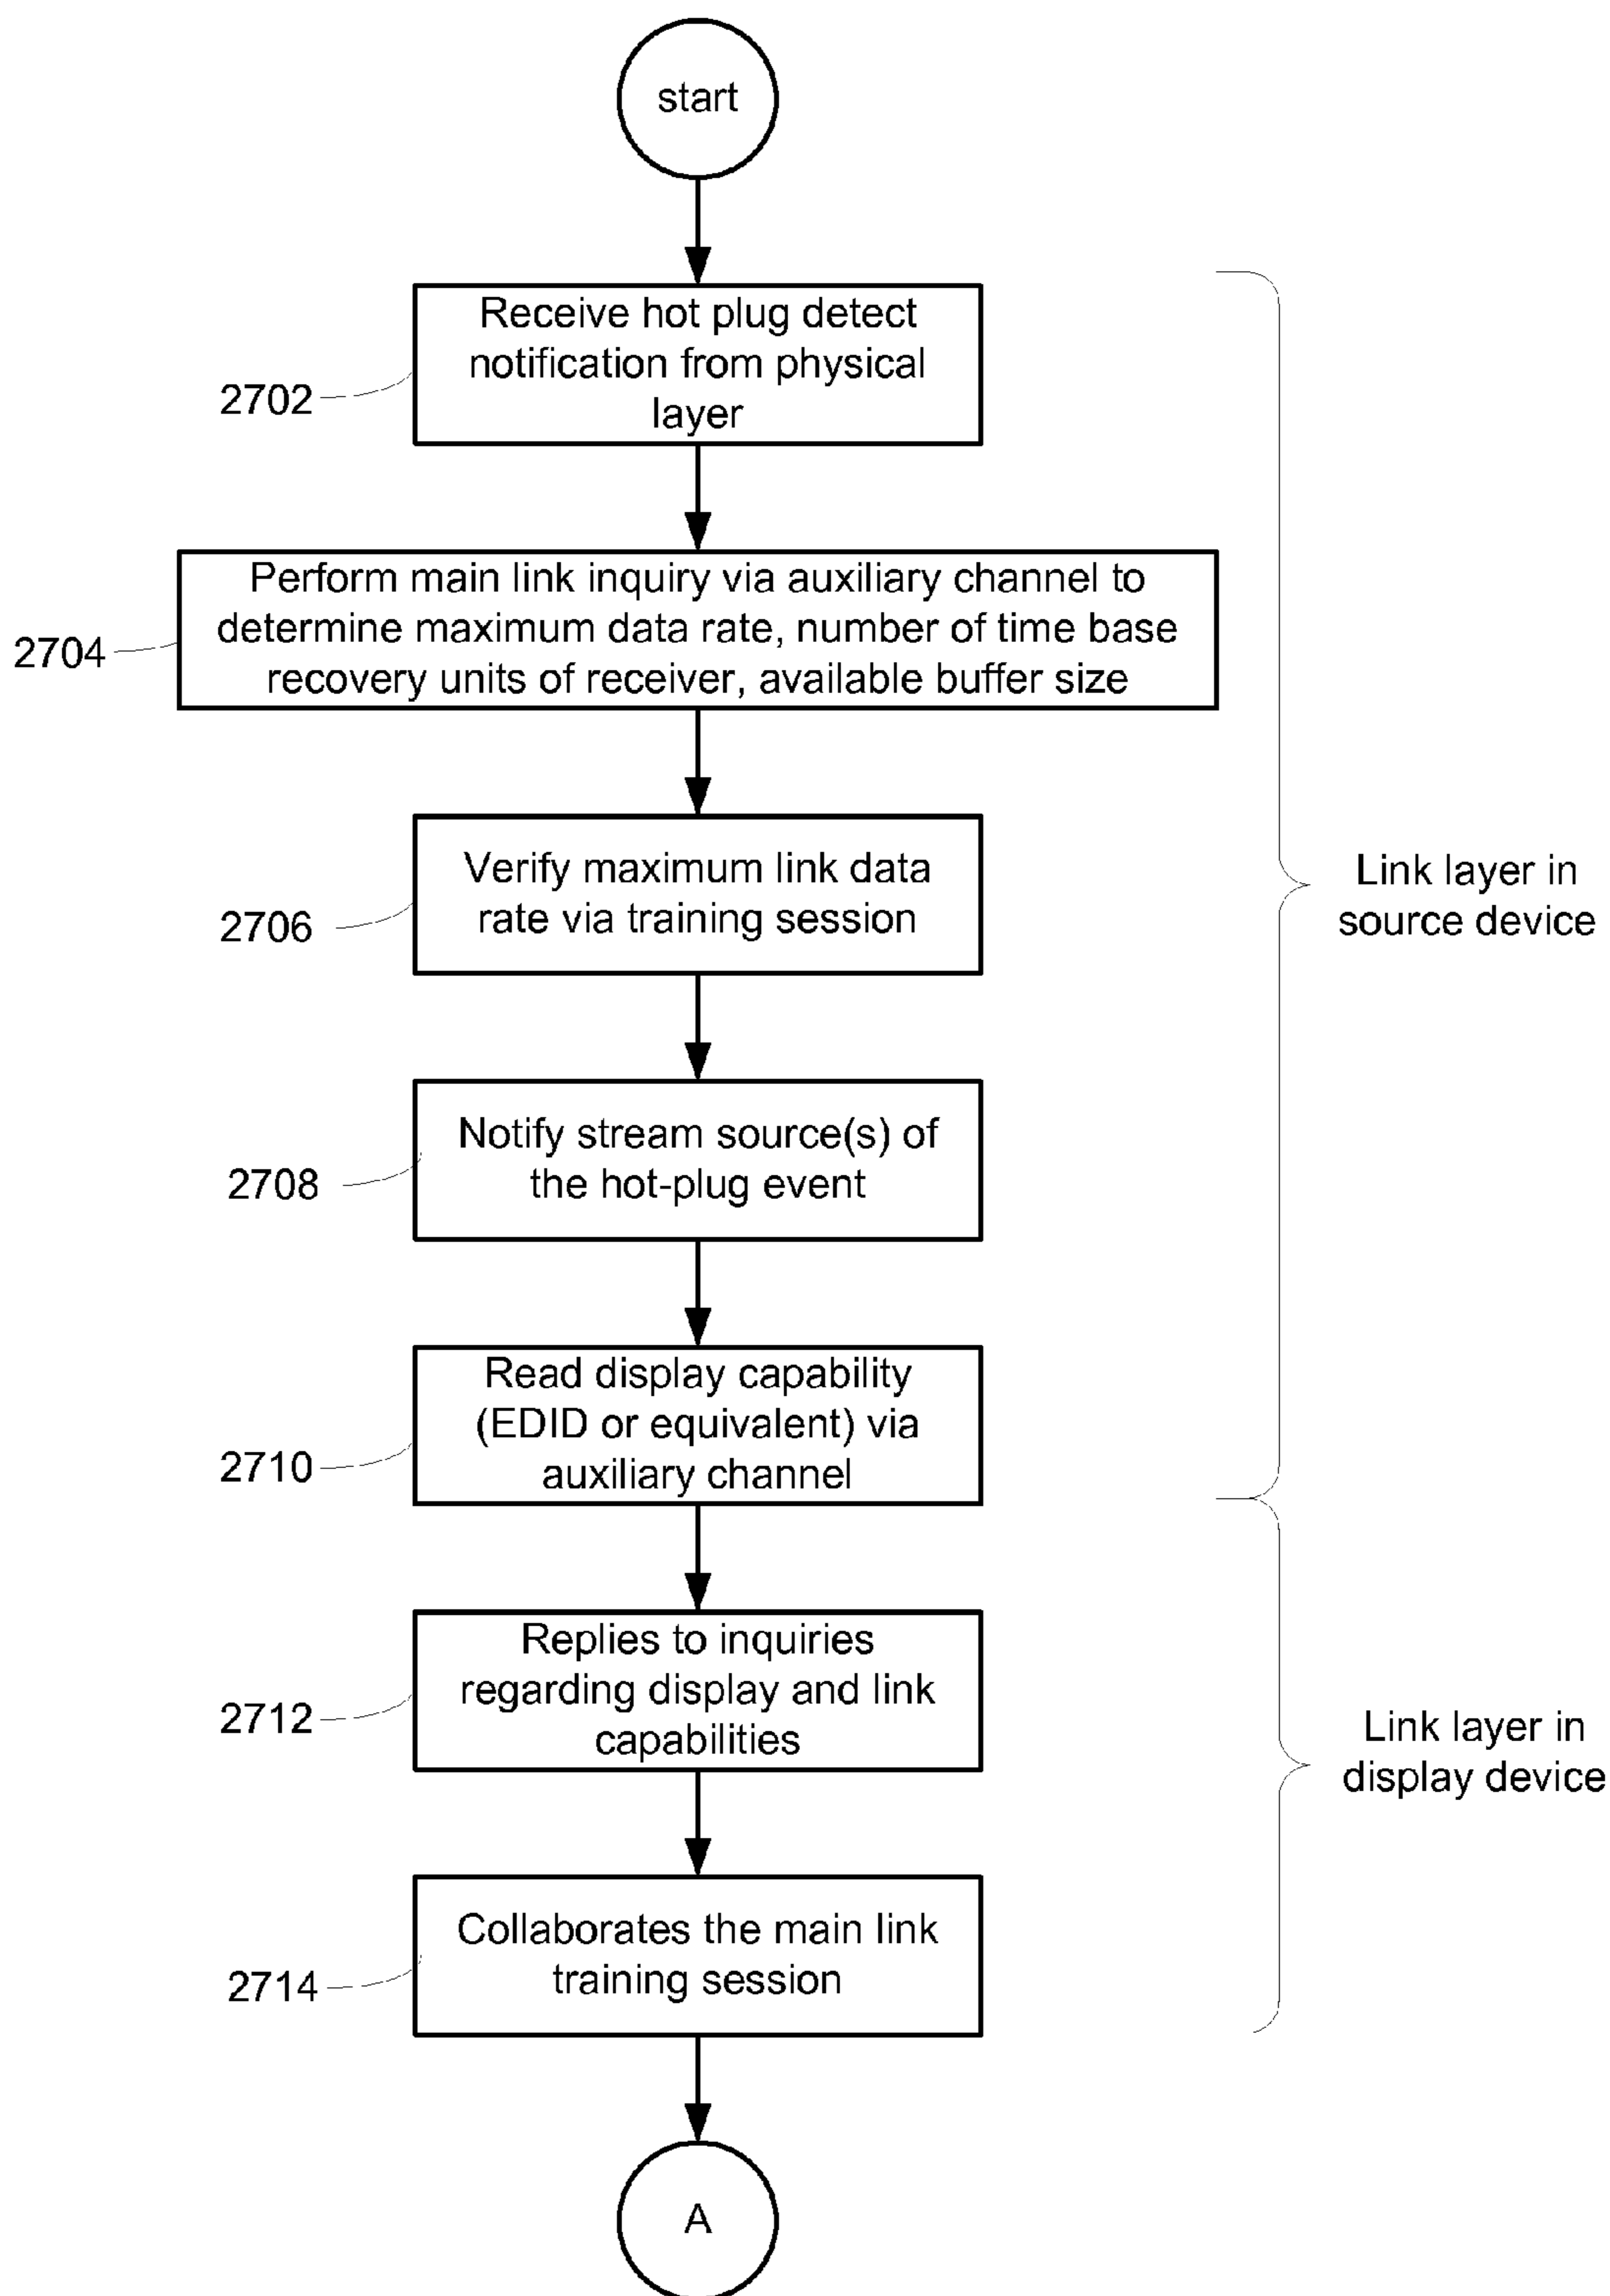 start
Receive hot plug detect
notification from physical
layer
2702
Perform main link inquiry via auxiliary channel to
determine maximum data rate, number of time base
recovery units of receiver, available buffer size
2704
Verify maximum link data
rate via training session
2706
Link layer in
source device
Notify stream source(s) of
the hot-plug event
2708
Read display capability
(EDID or equivalent) via
auxiliary channel
2710
Replies to inquiries
regarding display and link
capabilities
2712
Link layer in
display device
Collaborates the main link
training session
2714
A